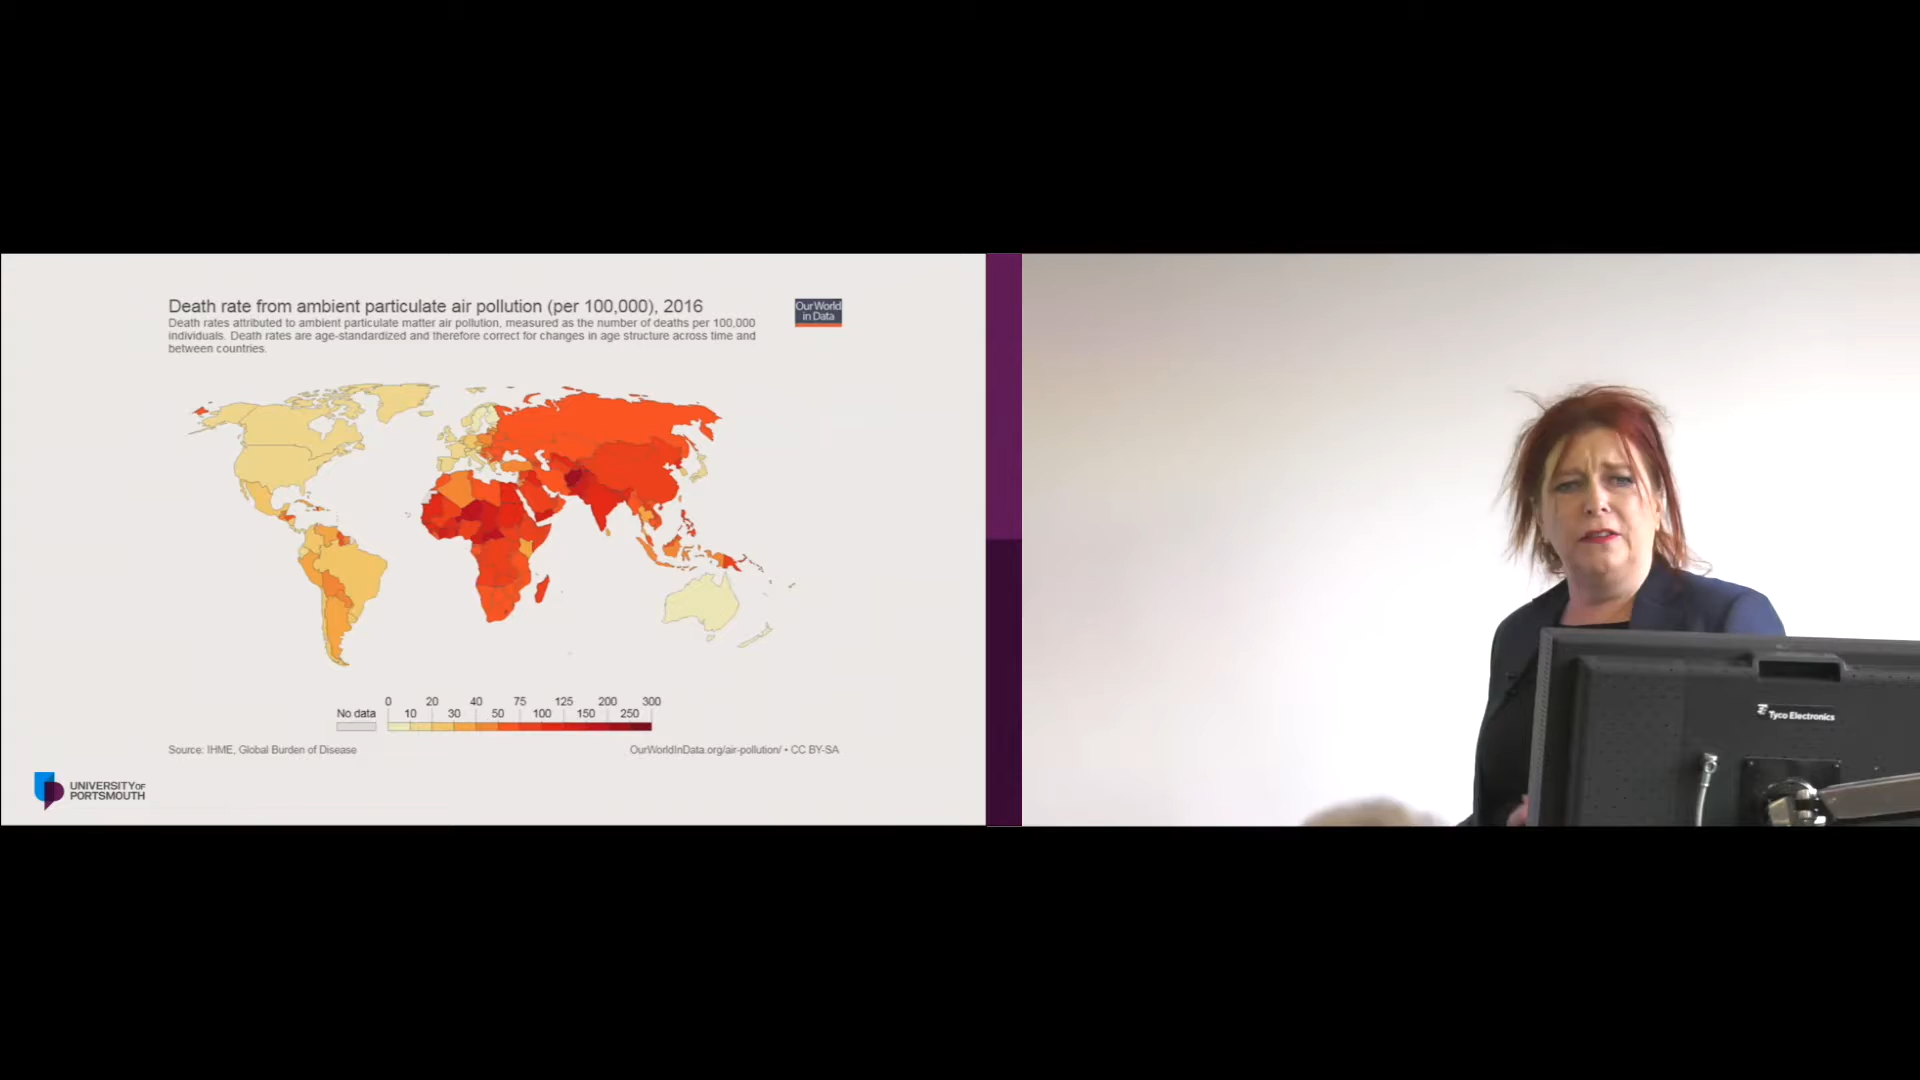 Death rate from ambient particulate air pollution (per 100,000), 2016
Death rates attributed to ambient particulate matter air pollution, measured as the number of deaths per 100,000
individuals. Death rates are age-standardized and therefore correct for changes in age structure across time and
between countries.
Our World
in Data
No data
0 20 40 75 125 200 300
10 30 50 100 150 250
Source: IHME, Global Burden of Disease
OurWorldInData.org/air-pollution/ • CC BY-SA
UNIVERSITY OF
PORTSMOUTH
Tyco Electronics